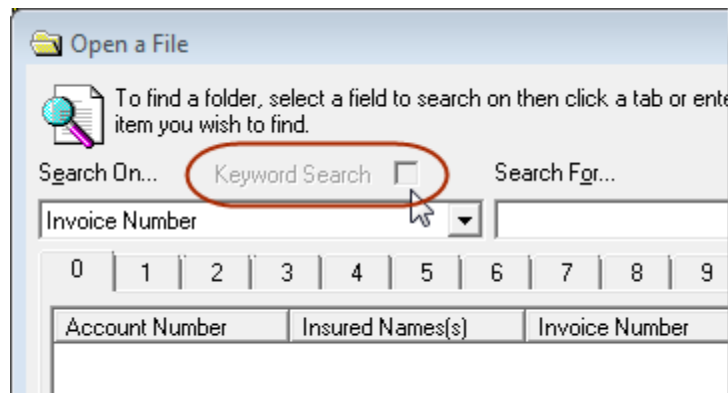 Open a File
To find a folder, select a field to search on then click a tab or ente
item you wish to find.
Search On... Keyword Search Search For...
Invoice Number
0 1 2 3 4 5 6 7 8 9
Account Number Insured Names(s) Invoice Number